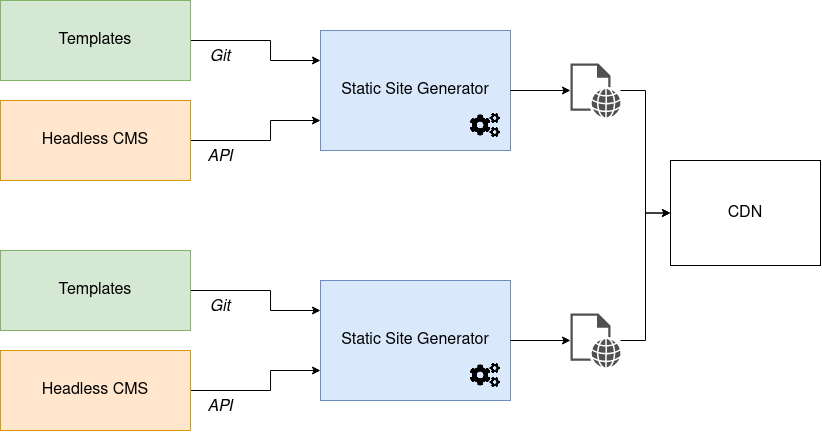 Templates
Git
Static Site Generator
Headless CMS
API
CDN
Templates
Git
Static Site Generator
Headless CMS
API